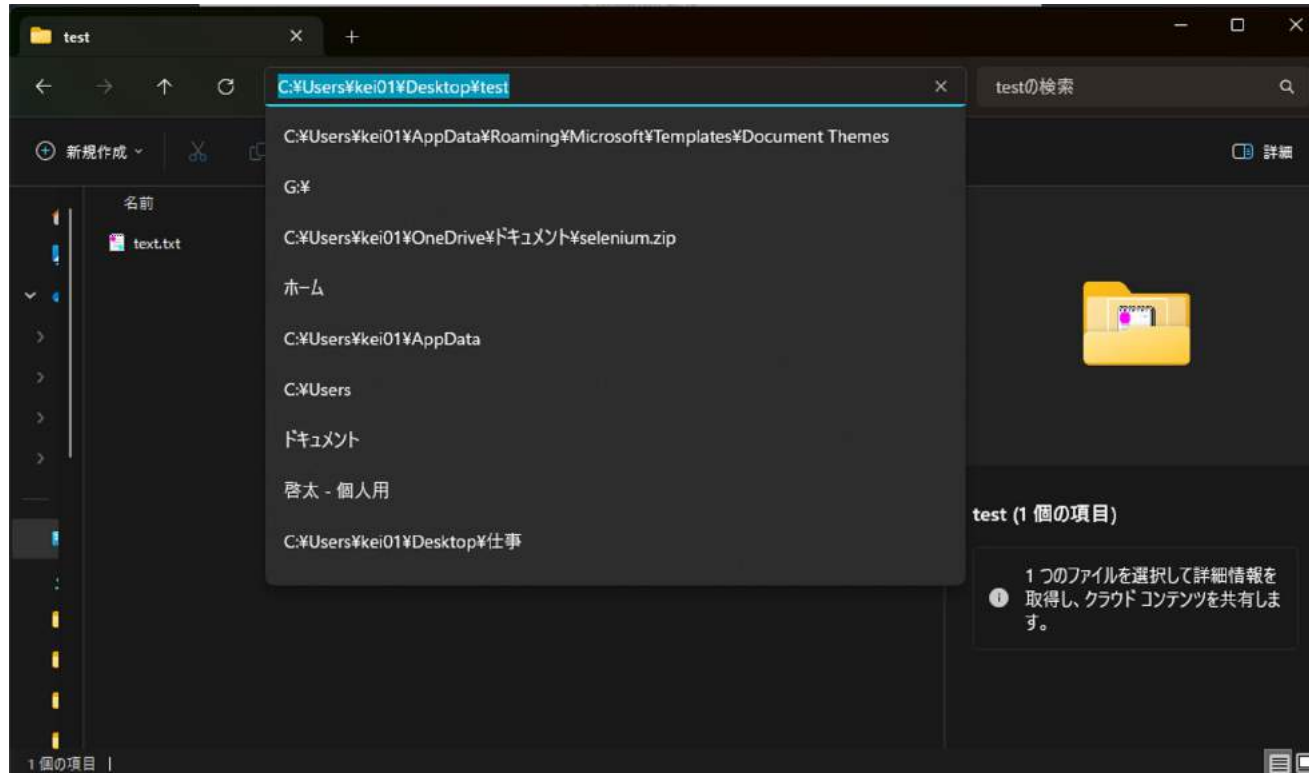 test
C:¥Users¥kei01¥Desktop¥test
testの検索
新規作成
詳細
C:¥Users¥kei01¥AppData¥Roaming¥Microsoft¥Templates¥Document Themes
G:¥
C:¥Users¥kei01¥OneDrive¥ドキュメント¥selenium.zip
ホーム
C:¥Users¥kei01¥AppData
C:¥Users
ドキュメント
啓太 - 個人用
C:¥Users¥kei01¥Desktop¥仕事
名前
text.txt
test (1 個の項目)
1 つのファイルを選択して詳細情報を
取得し、クラウド コンテンツを共有しま
す。
1 個の項目